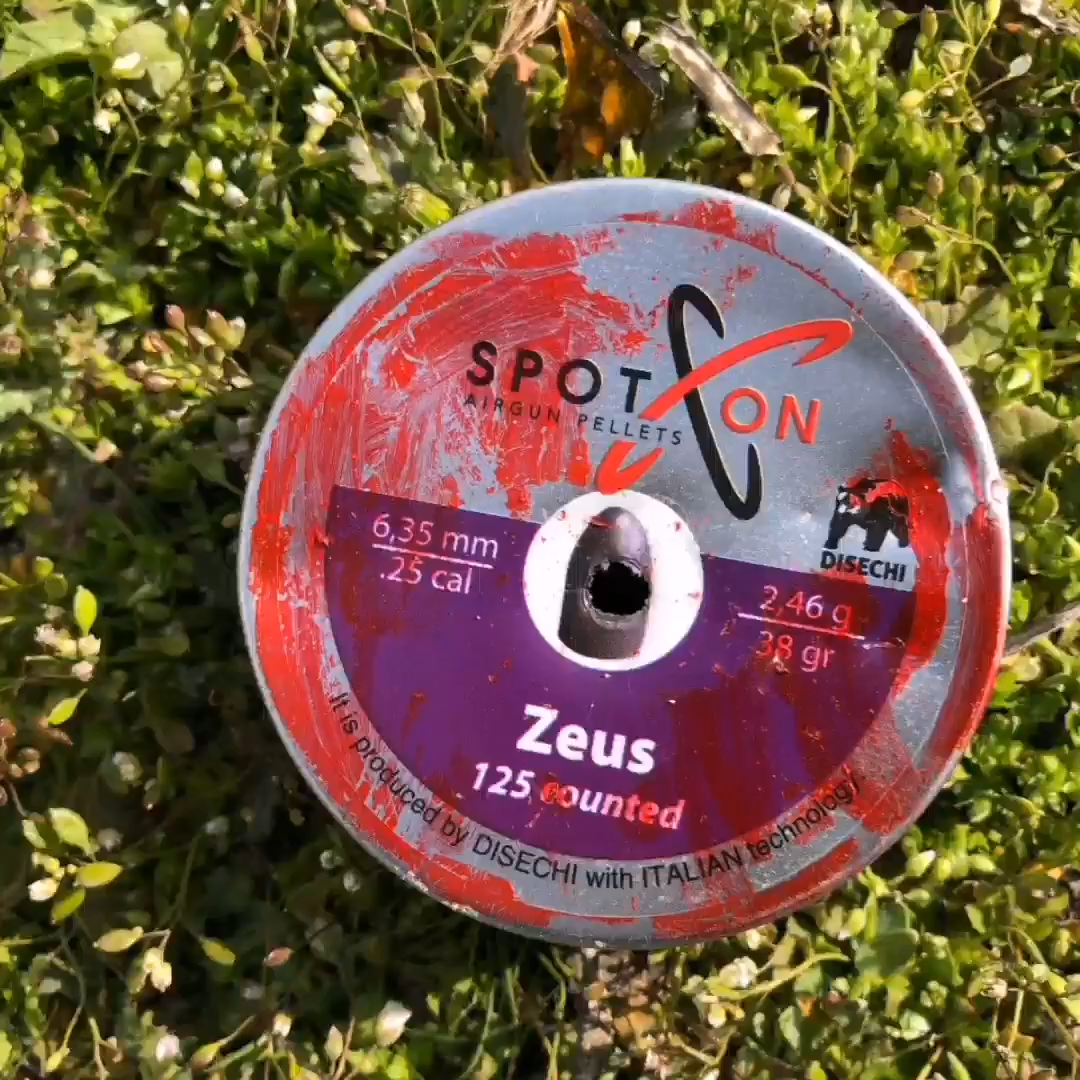 SPOT ON
AIRGUN PELLETS
DISECHI
6,35 mm
.25 cal
2,46 g
38 gr
Zeus
125 counted
It is produced by DISECHI with ITALIAN technology